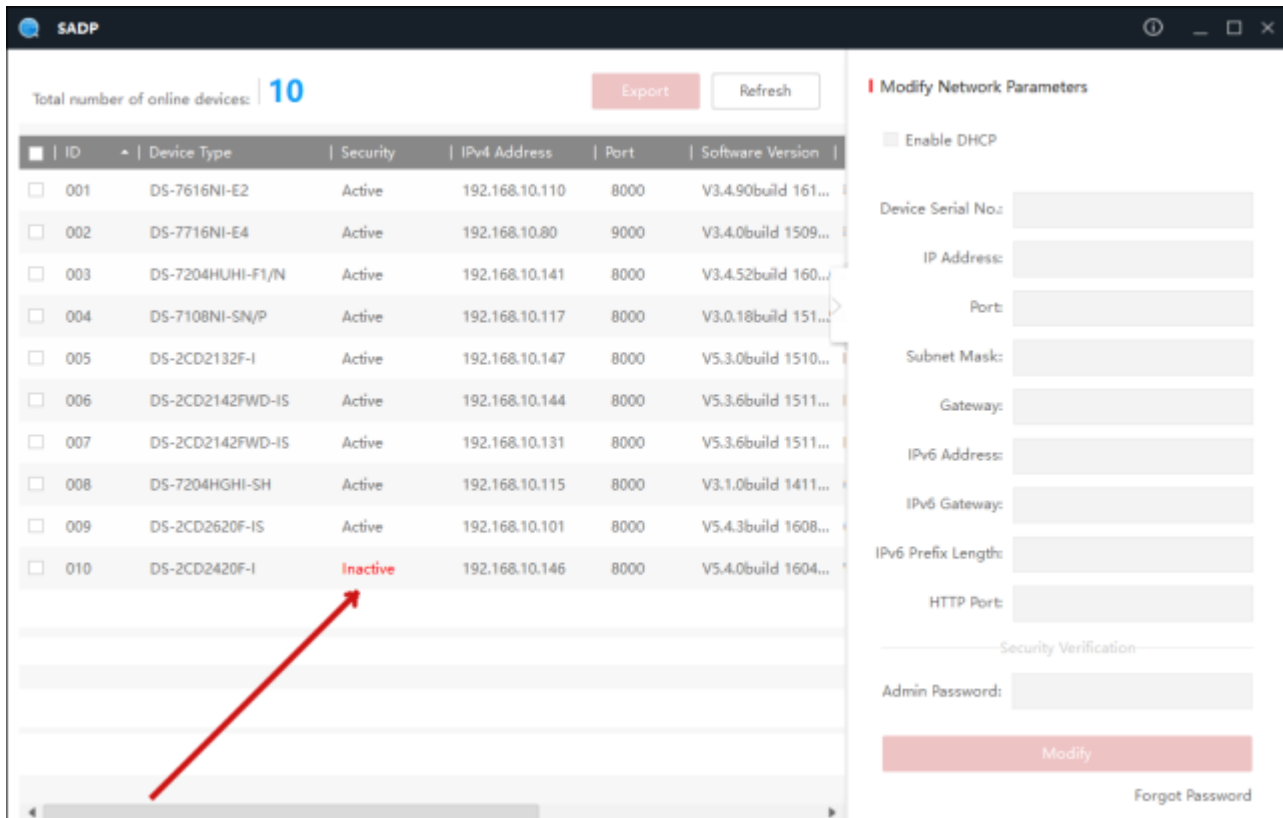 SADP
Total number of online devices: 10
Export
Refresh
ID Device Type Security IPv4 Address Port Software Version
001 DS-7616NI-E2 Active 192.168.10.110 8000 V3.4.90build 161...
002 DS-7716NI-E4 Active 192.168.10.80 9000 V3.4.0build 1509...
003 DS-7204HUHI-F1/N Active 192.168.10.141 8000 V3.4.52build 160...
004 DS-7108NI-SN/P Active 192.168.10.117 8000 V3.0.18build 151...
005 DS-2CD2132F-I Active 192.168.10.147 8000 V5.3.0build 1510...
006 DS-2CD2142FWD-IS Active 192.168.10.144 8000 V5.3.6build 1511...
007 DS-2CD2142FWD-IS Active 192.168.10.131 8000 V5.3.6build 1511...
008 DS-7204HGHI-SH Active 192.168.10.115 8000 V3.1.0build 1411...
009 DS-2CD2620F-IS Active 192.168.10.101 8000 V5.4.3build 1608...
010 DS-2CD2420F-I Inactive 192.168.10.146 8000 V5.4.0build 1604...
Modify Network Parameters
Enable DHCP
Device Serial No.:
IP Address:
Port:
Subnet Mask:
Gateway:
IPv6 Address:
IPv6 Gateway:
IPv6 Prefix Length:
HTTP Port:
Security Verification
Admin Password:
Modify
Forgot Password